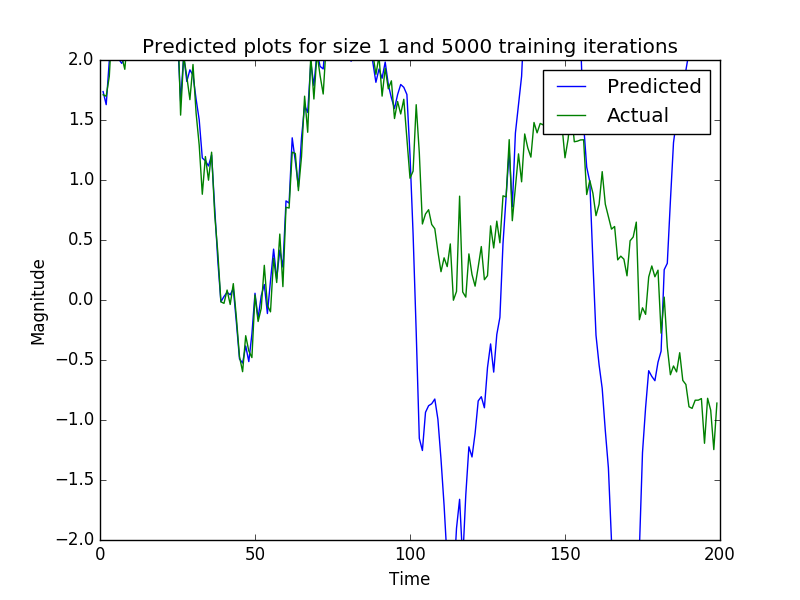 Predicted plots for size 1 and 5000 training iterations
Predicted
Actual
2.0
1.5
1.0
0.5
0.0
−0.5
−1.0
−1.5
−2.0
Magnitude
0 50 100 150 200
Time